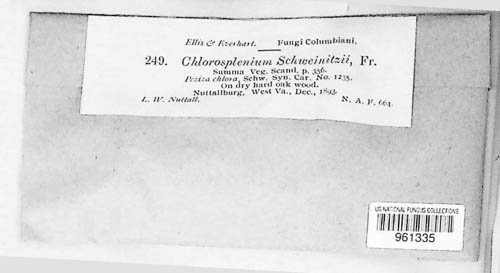 Ellis & Everhart. Fungi Columbiani.
249. Chlorosplenium Schweinitzii, Fr.
Summa Veg. Scand. p. 356.
Peziza chlora, Schw. Syn. Car. No. 1235.
On dry hard oak wood.
Nuttallburg, West Va., Dec., 1893.
L. W. Nuttall. N. A. F. 664.
US NATIONAL FUNGUS COLLECTIONS
961335